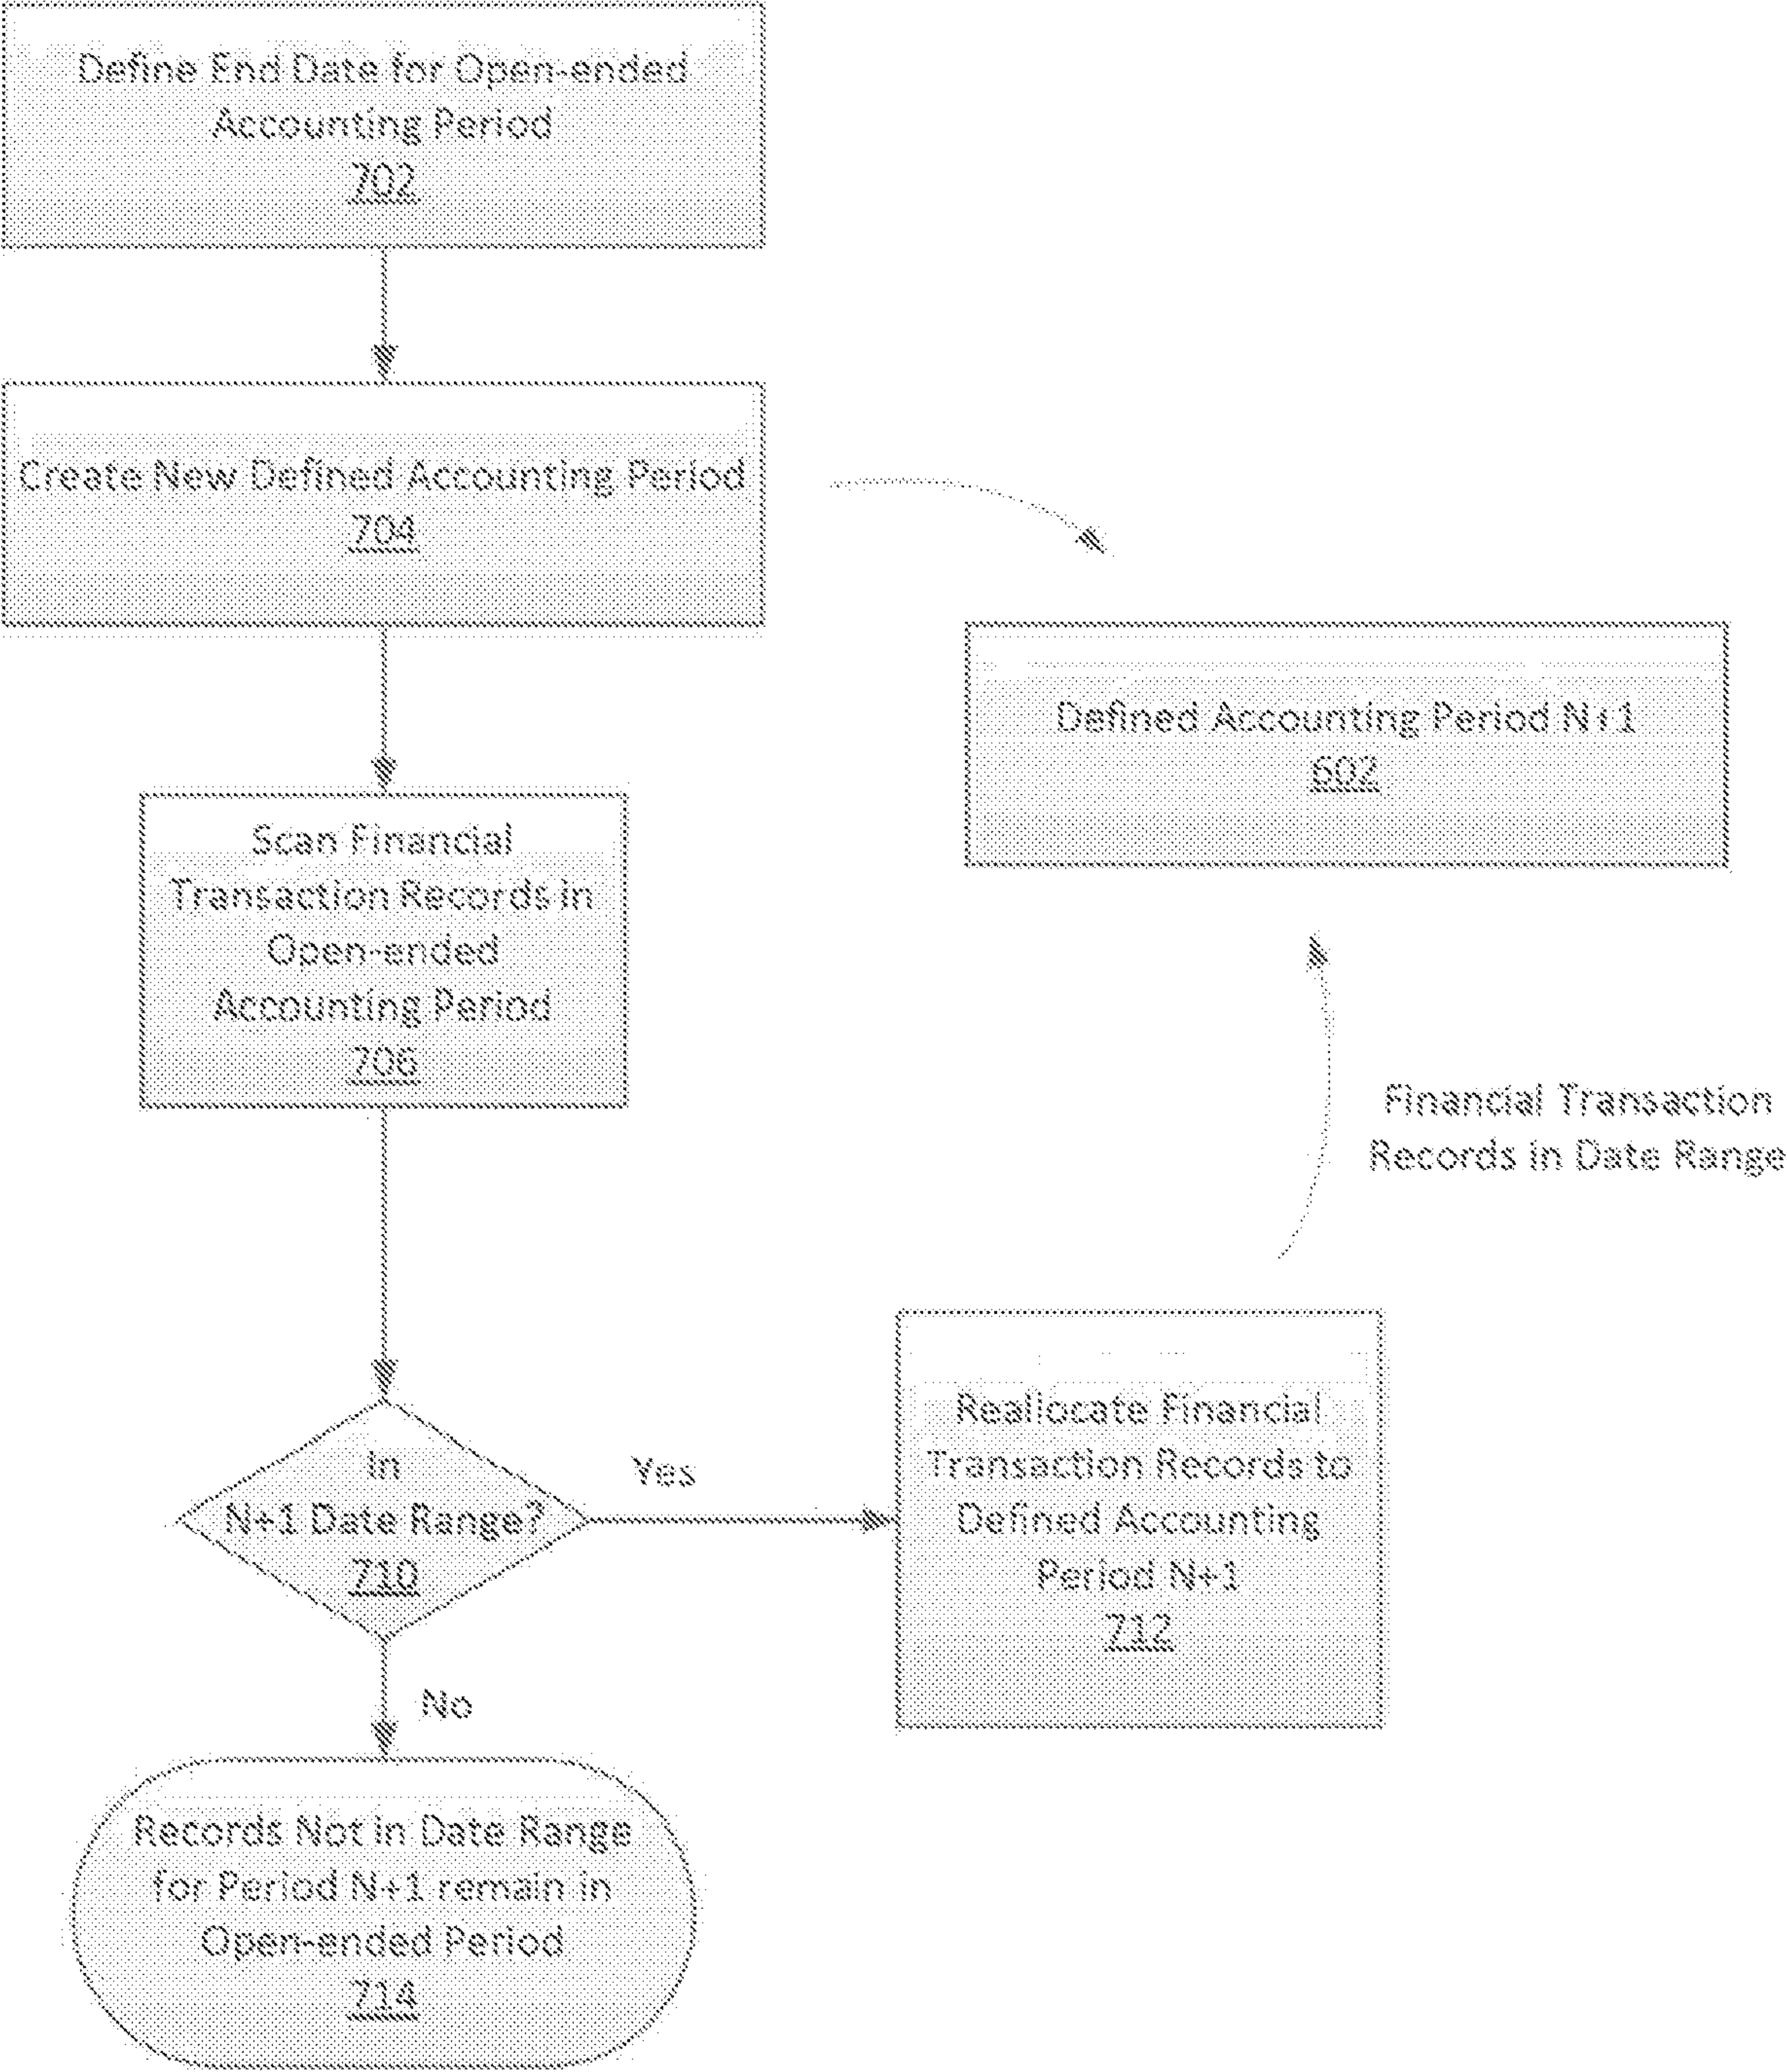 Define End Date for Open-ended
Accounting Period
702
Create New Defined Accounting Period
704
Defined Accounting Period N+1
602
Scan Financial
Transaction Records in
Open-ended
Accounting Period
706
Financial Transaction
Records in Date Range
In
N+1 Date Range?
710
Yes
Reallocate Financial
Transaction Records to
Defined Accounting
Period N+1
712
No
Records Not in Date Range
for Period N+1 remain in
Open-ended Period
714